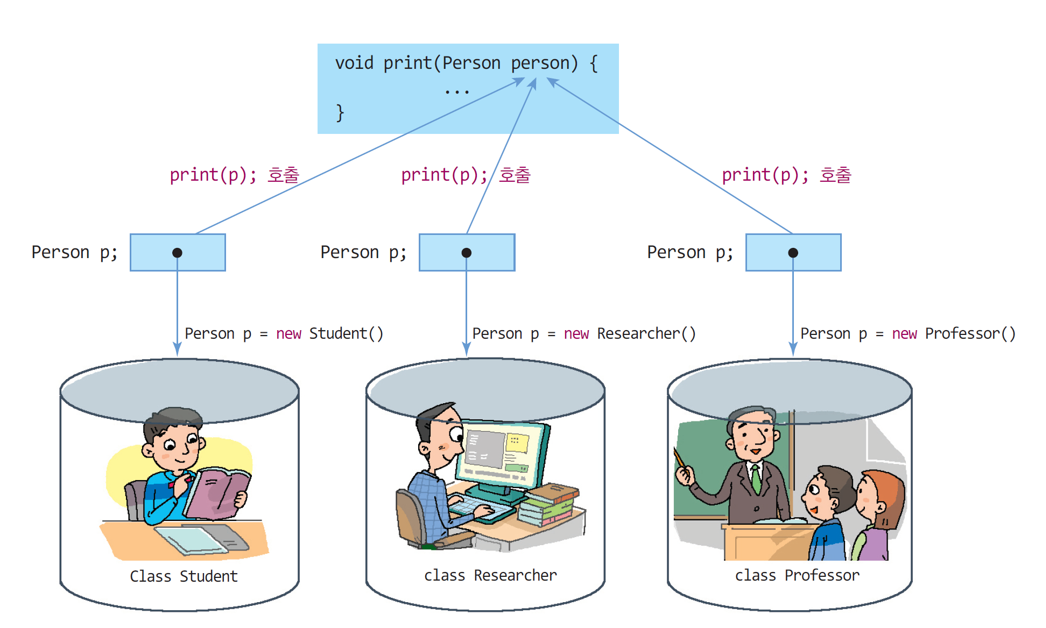 void print(Person person) {
...
}
print(p); 호출
print(p); 호출
print(p); 호출
Person p;
Person p;
Person p;
Person p = new Student()
Person p = new Researcher()
Person p = new Professor()
Class Student
class Researcher
class Professor